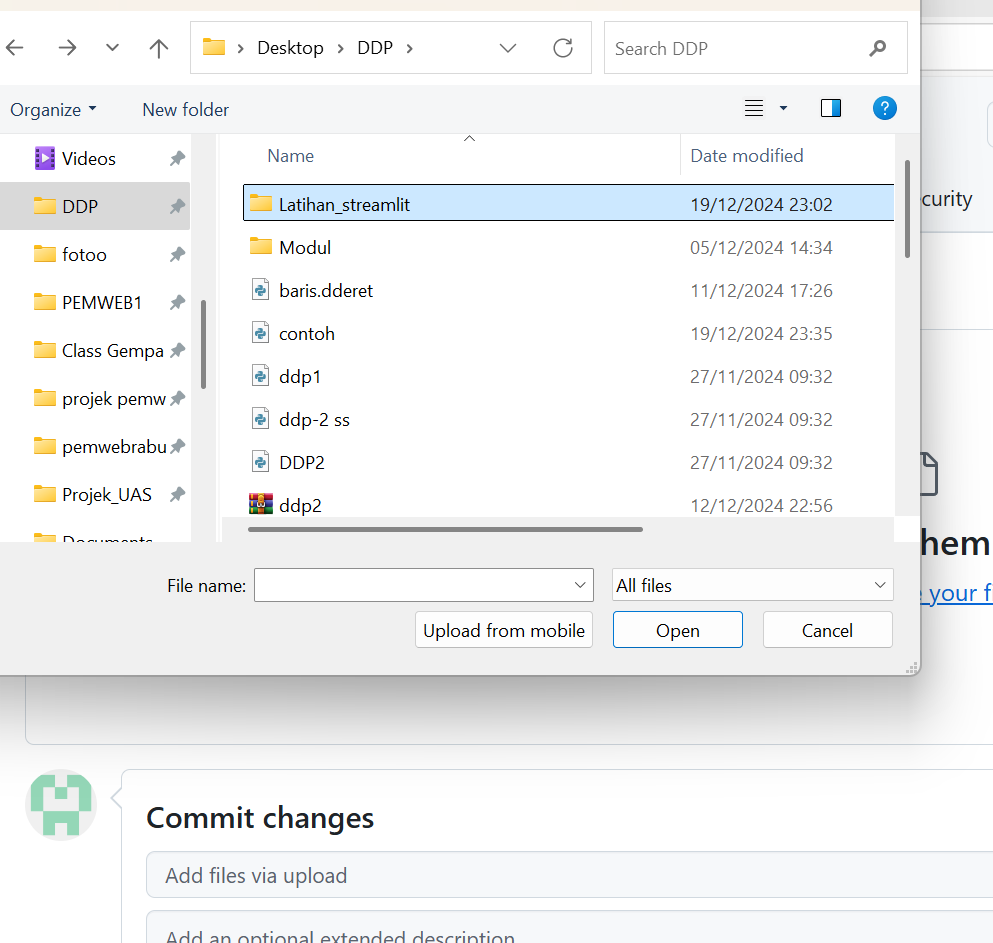 Desktop > DDP >
Search DDP
Organize
New folder
?
Name
Date modified
Videos
DDP
fotoo
PEMWEB1
Class Gempa
projek pemw
pemwebrabu
Projek_UAS
Documents
Latihan_streamlit 19/12/2024 23:02
Modul 05/12/2024 14:34
baris.dderet 11/12/2024 17:26
contoh 19/12/2024 23:35
ddp1 27/11/2024 09:32
ddp-2 ss 27/11/2024 09:32
DDP2 27/11/2024 09:32
ddp2 12/12/2024 22:56
File name:
All files
Upload from mobile
Open
Cancel
curity
hem
e your f
Commit changes
Add files via upload
Add an optional extended description